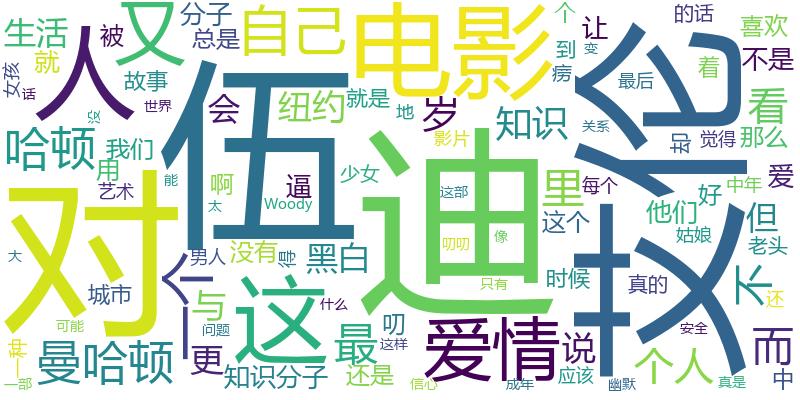 生活
分子
总是
又
自己
电影
个
让
的话
喜欢
人
被
就
故事
女孩
话
世界
没
会
纽约
就是
地
岁
到
痨
变
伦
最后
着
不是
看
哈顿
我们
用
能
艺术
伍
逼
啊
太
Woody
少女
影片
知识
关系
却
觉得
那么
对
迪
这部
叨叨
像
只有
里
每个
这个
爱
好
中年
他们
姑娘
但
老头
大
个
男人
没有
得
黑白
城市
与
问题
什么
可能
这
最
叨
这样
时候
艾
真的
不
还
安全
而
一种
一部
曼哈顿
更
知识分子
还是
信心
爱情
说
成年
应该
幽默
个人
真是
中